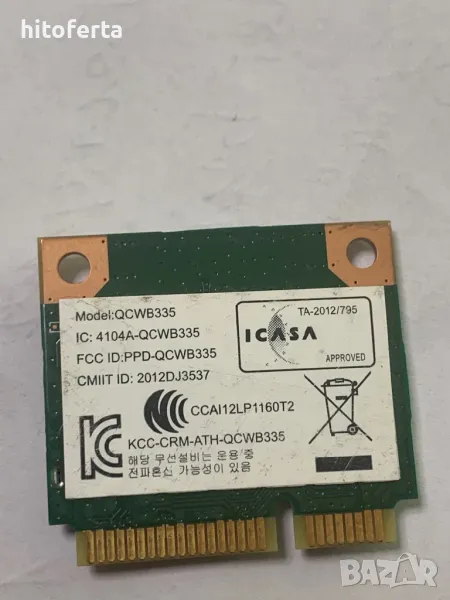 hitoferta
Model:QCWB335
IC: 4104A-QCWB335
FCC ID:PPD-QCWB335
CMIIT ID: 2012DJ3537
TA-2012/795
ICASA
APPROVED
CCAI12LP1160T2
KCC-CRM-ATH-QCWB335
해당 무선설비는 운용 중
전파혼신 가능성이 있음
BAZAR